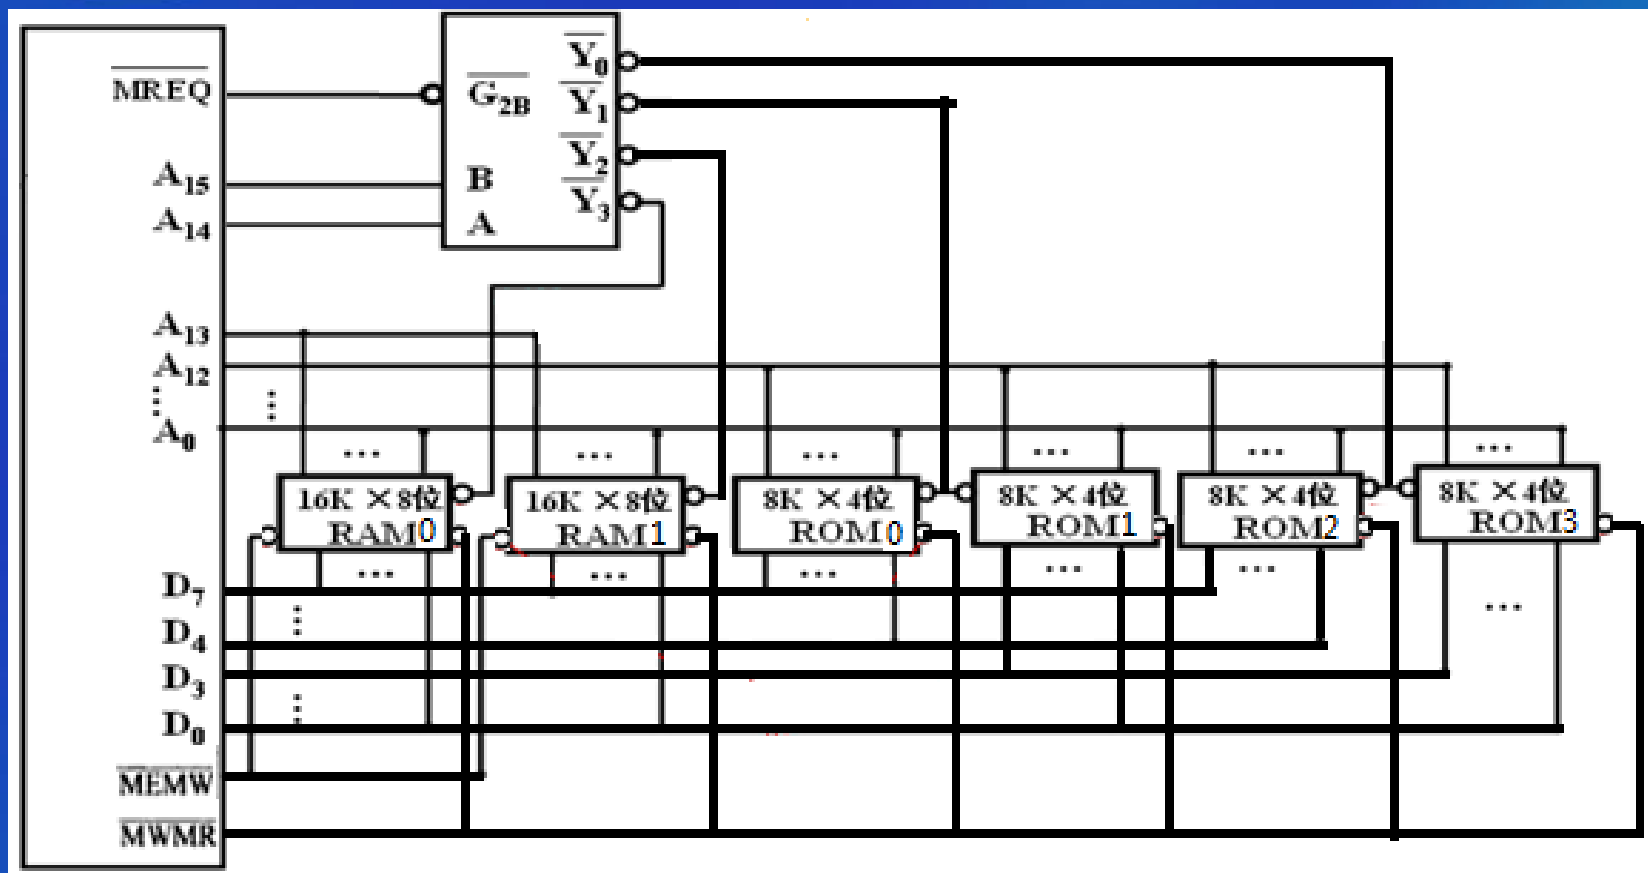 MREQ
A15
A14
A13
A12
⋮
A0
D7
⋮
D4
D3
⋮
D0
MEMW
MWMR
G2B
B
A
Y0
Y1
Y2
Y3
⋮
… … … … … …
16K ×8位
RAM0
16K ×8位
RAM1
8K ×4位
ROM0
8K ×4位
ROM1
8K ×4位
ROM2
8K ×4位
ROM3
… … … … … …